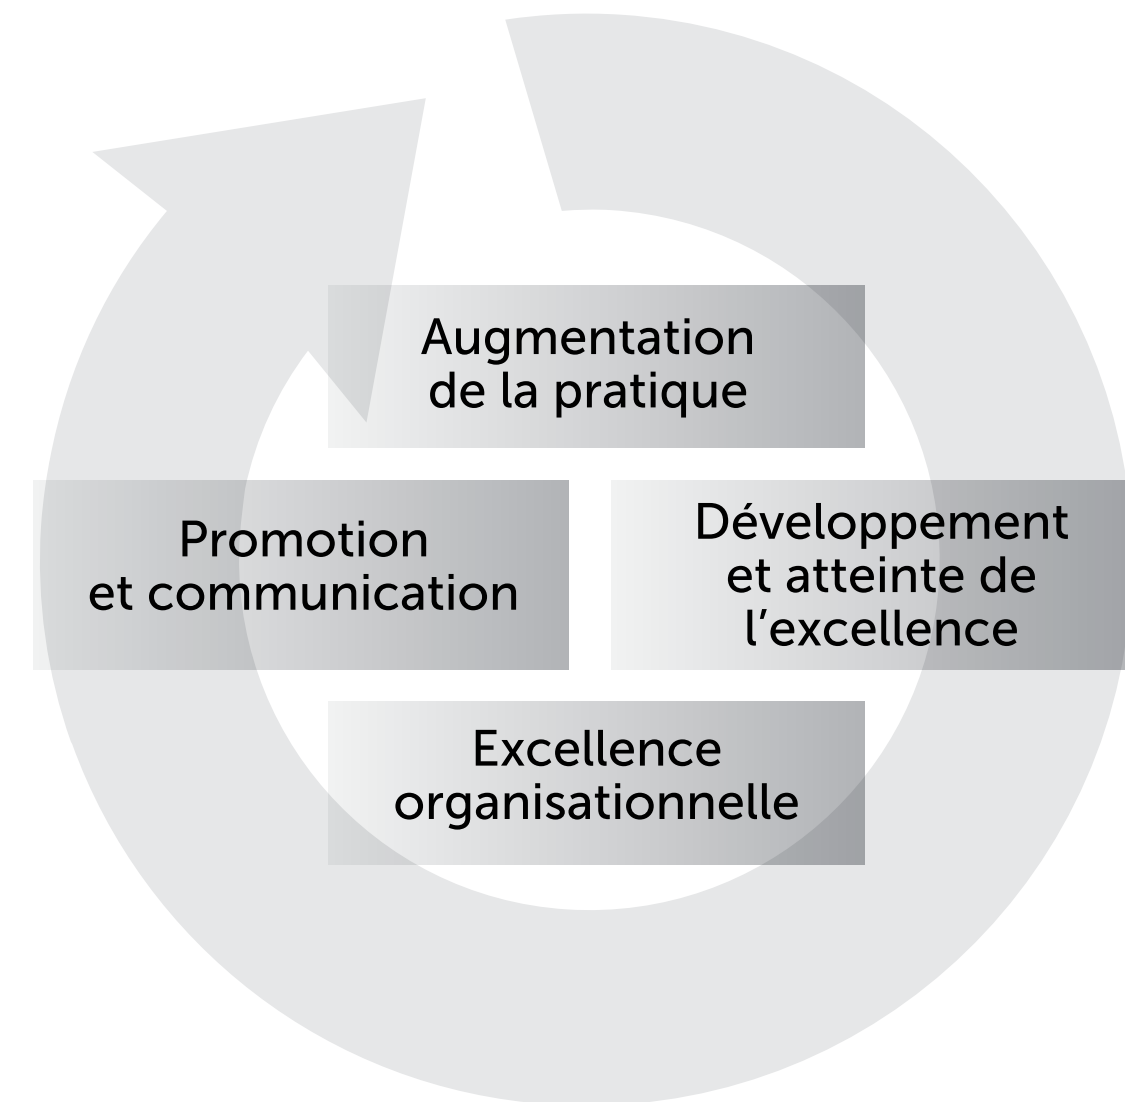 Augmentation
de la pratique
Promotion
et communication
Développement
et atteinte de
l’excellence
Excellence
organisationnelle